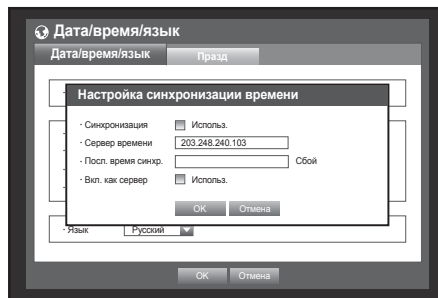 Дата/время/язык
Дата/время/язык
Празд
Настройка синхронизации времени
· Синхронизация Использ.
· Сервер времени 203.248.240.103
· Посл. время синхр. Сбой
· Вкл. как сервер Использ.
OK Отмена
· Язык Русский
OK Отмена